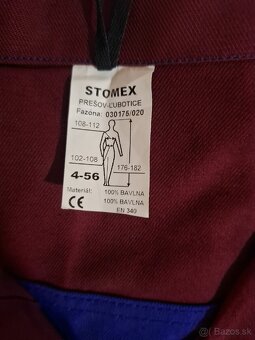 STOMEX
PREŠOV-ĽUBOTICE
Fazona: 030176/020
108-112
102-108
176-182
4-56
Materiál: 100% BAVLNA
100% BAVLNA
CE EN 340
bazos.sk